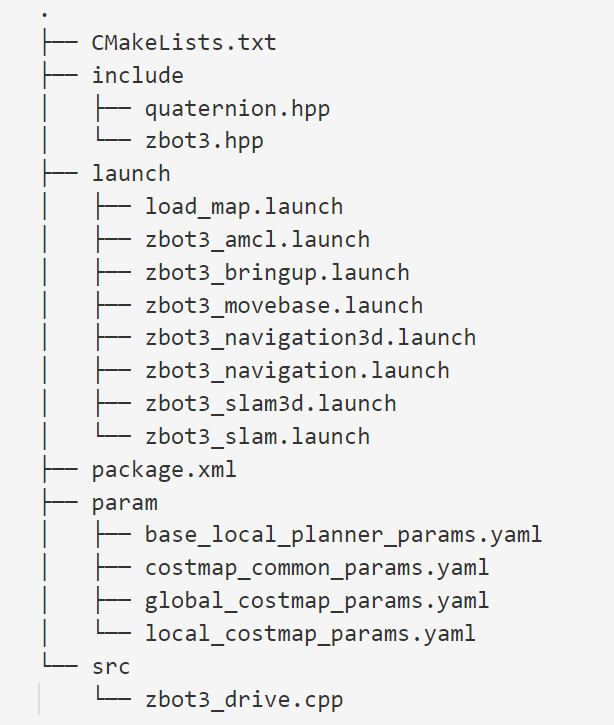 .
├── CMakeLists.txt
├── include
│   ├── quaternion.hpp
│   └── zbot3.hpp
├── launch
│   ├── load_map.launch
│   ├── zbot3_amcl.launch
│   ├── zbot3_bringup.launch
│   ├── zbot3_movebase.launch
│   ├── zbot3_navigation3d.launch
│   ├── zbot3_navigation.launch
│   ├── zbot3_slam3d.launch
│   └── zbot3_slam.launch
├── package.xml
├── param
│   ├── base_local_planner_params.yaml
│   ├── costmap_common_params.yaml
│   ├── global_costmap_params.yaml
│   └── local_costmap_params.yaml
└── src
    └── zbot3_drive.cpp